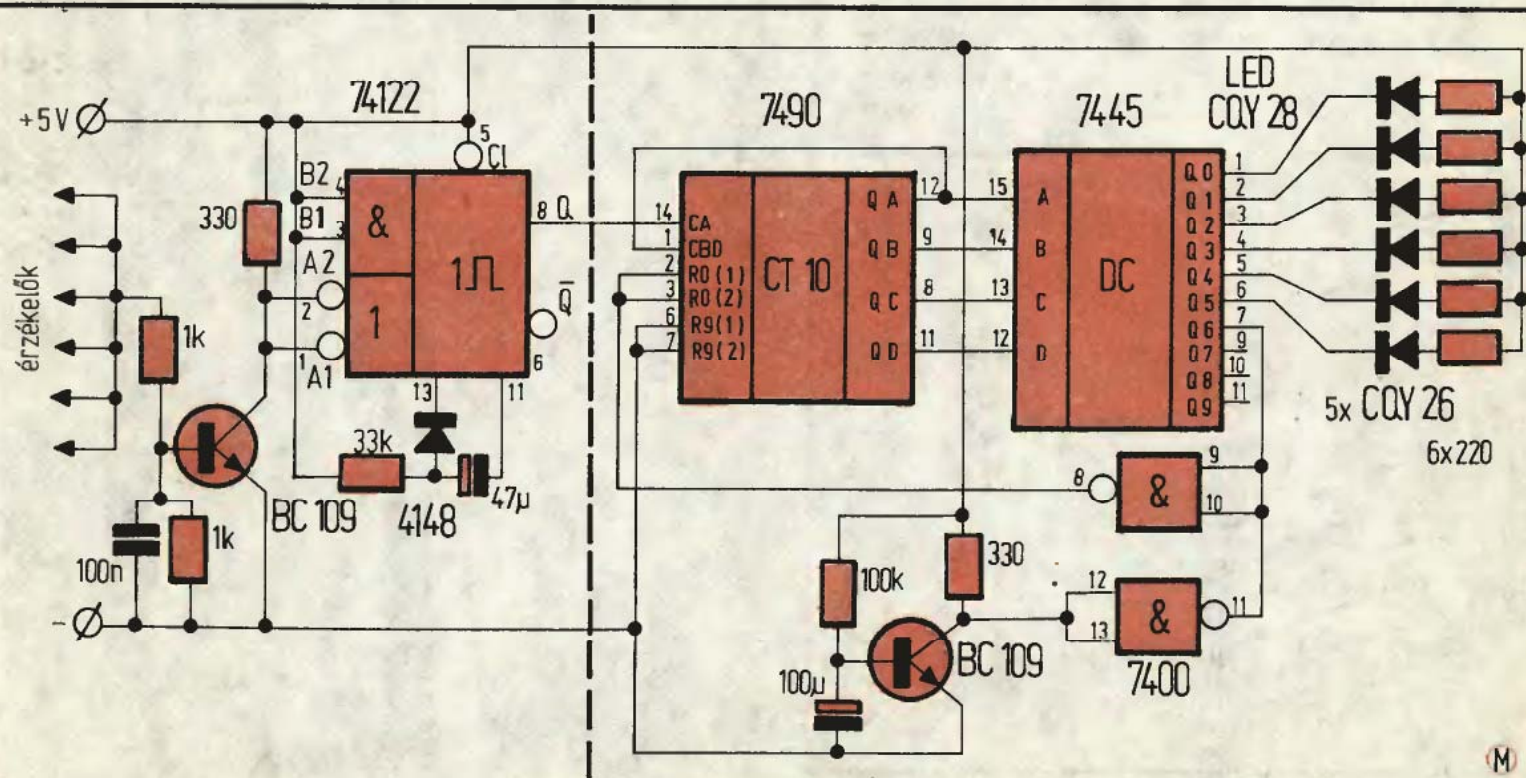 +5V
érzékelők
1k
100n
1k
BC 109
330
74122
B2 4
B1 3
A2
2
1 A1
&
1
1
5
Cl
8 Q
Q̅
6
13
11
33k
4148
47µ
-
7490
14 CA
1 CBD
2 R0(1)
3 R0(2)
6 R9(1)
7 R9(2)
CT 10
QA 12
QB 9
QC 8
QD 11
7445
15 A
14 B
13 C
12 D
DC
Q0 1
Q1 2
Q2 3
Q3 4
Q4 5
Q5 6
Q6 7
Q7 9
Q8 10
Q9 11
LED
CQY 28
5x CQY 26
6x220
8
&
9
10
12
13
&
11
7400
100k
330
100µ
BC 109
M